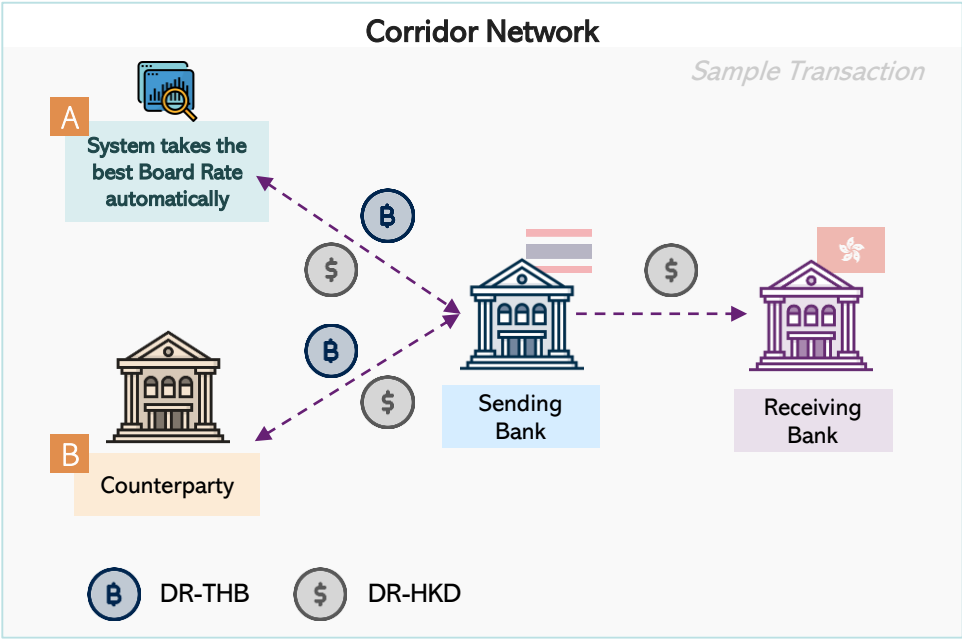 Corridor Network
Sample Transaction
A
System takes the
best Board Rate
automatically
฿
$
$
฿
$
Sending
Bank
Receiving
Bank
B
Counterparty
฿ DR-THB
$ DR-HKD